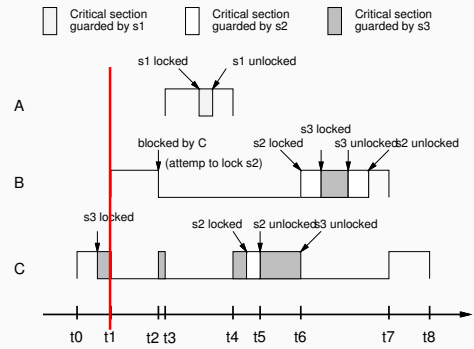 Critical section
guarded by s1
Critical section
guarded by s2
Critical section
guarded by s3
s1 locked
s1 unlocked
A
s3 locked
blocked by C
s2 locked
s3 unlocked
s2 unlocked
(attemp to lock s2)
B
s3 locked
s2 locked
s2 unlocked
s3 unlocked
C
t0
t1
t2
t3
t4
t5
t6
t7
t8